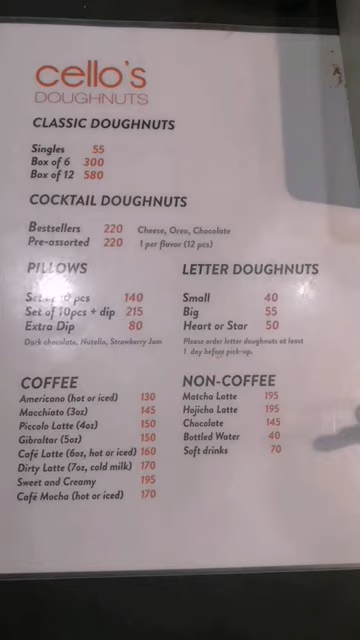 cello's
DOUGHNUTS
CLASSIC DOUGHNUTS
Singles 55
Box of 6 300
Box of 12 580
COCKTAIL DOUGHNUTS
Bestsellers 220 Cheese, Oreo, Chocolate
Pre-assorted 220 1 per flavor (12 pcs)
PILLOWS
Set of 10 pcs 140
Set of 10pcs + dip 215
Extra Dip 80
Dark chocolate, Nutella, Strawberry Jam
LETTER DOUGHNUTS
Small 40
Big 55
Heart or Star 50
Please order letter doughnuts at least
1 day before pick-up.
COFFEE
Americano (hot or iced) 130
Macchiato (3oz) 145
Piccolo Latte (4oz) 150
Gibraltar (5oz) 150
Café Latte (6oz, hot or iced) 160
Dirty Latte (7oz, cold milk) 170
Sweet and Creamy 195
Café Mocha (hot or iced) 170
NON-COFFEE
Matcha Latte 195
Hojicha Latte 195
Chocolate 145
Bottled Water 40
Soft drinks 70